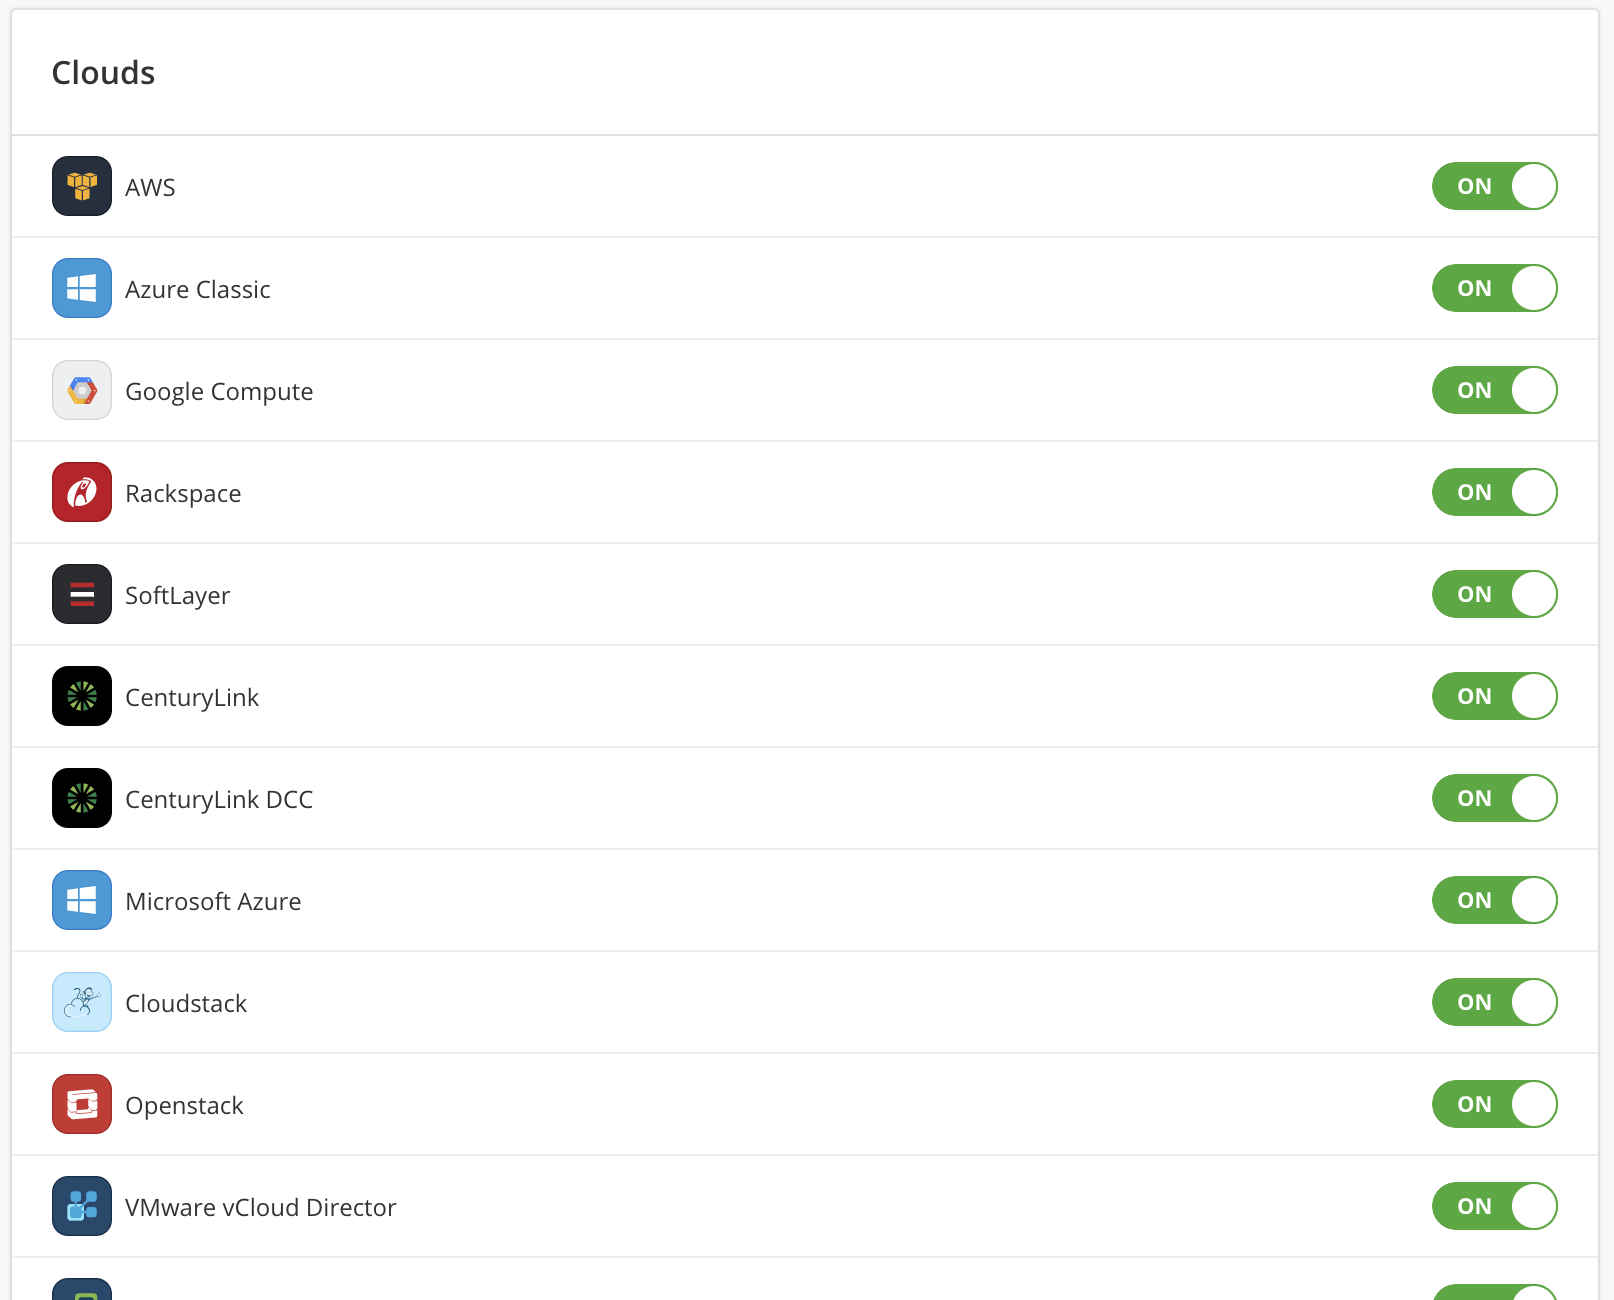 Clouds
AWS ON
Azure Classic ON
Google Compute ON
Rackspace ON
SoftLayer ON
CenturyLink ON
CenturyLink DCC ON
Microsoft Azure ON
Cloudstack ON
Openstack ON
VMware vCloud Director ON